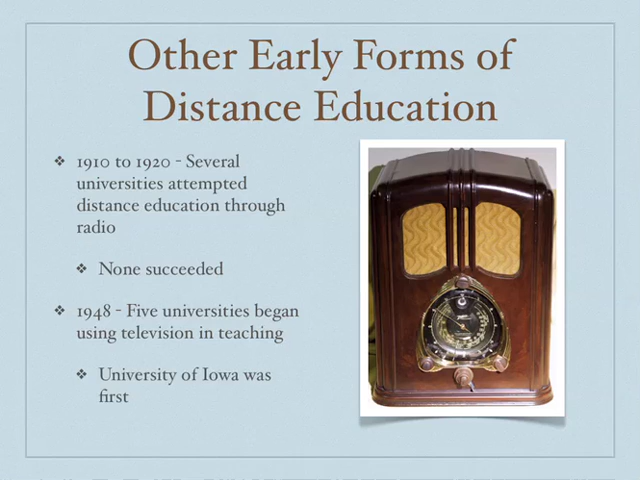 Other Early Forms of
Distance Education
❖ 1910 to 1920 - Several
universities attempted
distance education through
radio
❖ None succeeded
❖ 1948 - Five universities began
using television in teaching
❖ University of Iowa was
first